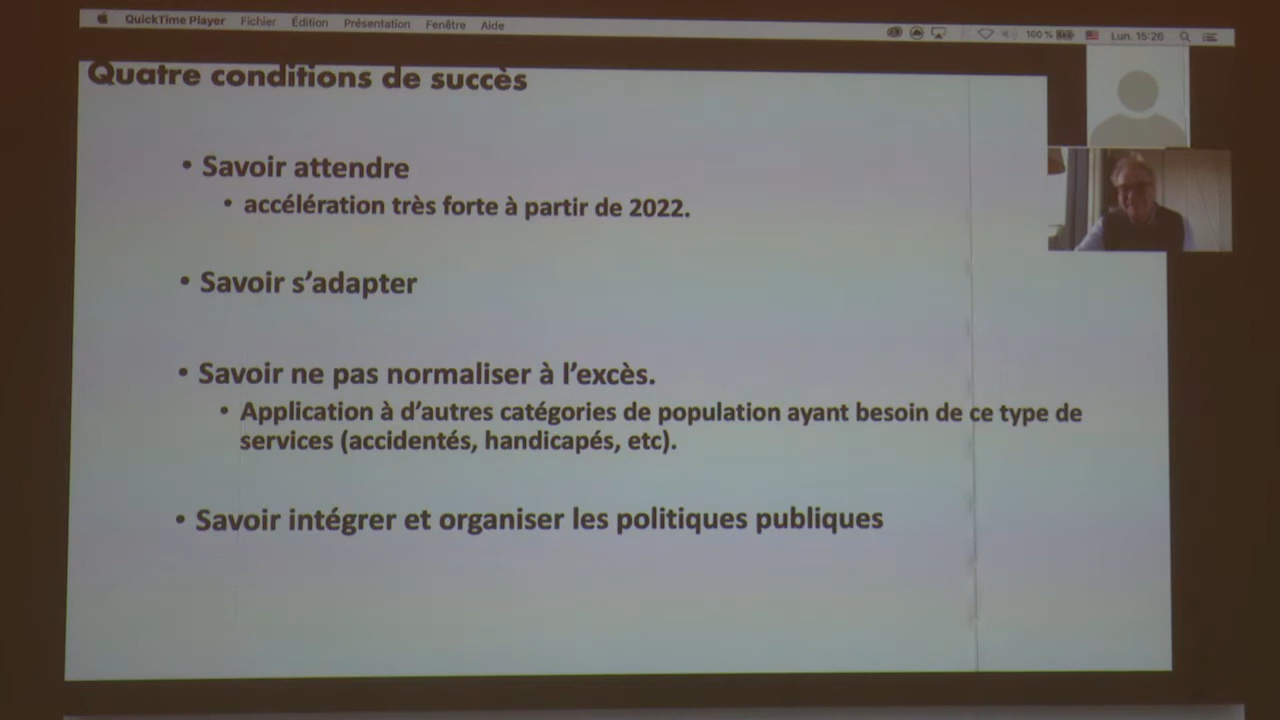 QuickTime Player Fichier Édition Présentation Fenêtre Aide
100 % Lun. 15:26
Quatre conditions de succès
• Savoir attendre
• accélération très forte à partir de 2022.
• Savoir s’adapter
• Savoir ne pas normaliser à l’excès.
• Application à d’autres catégories de population ayant besoin de ce type de
services (accidentés, handicapés, etc).
• Savoir intégrer et organiser les politiques publiques